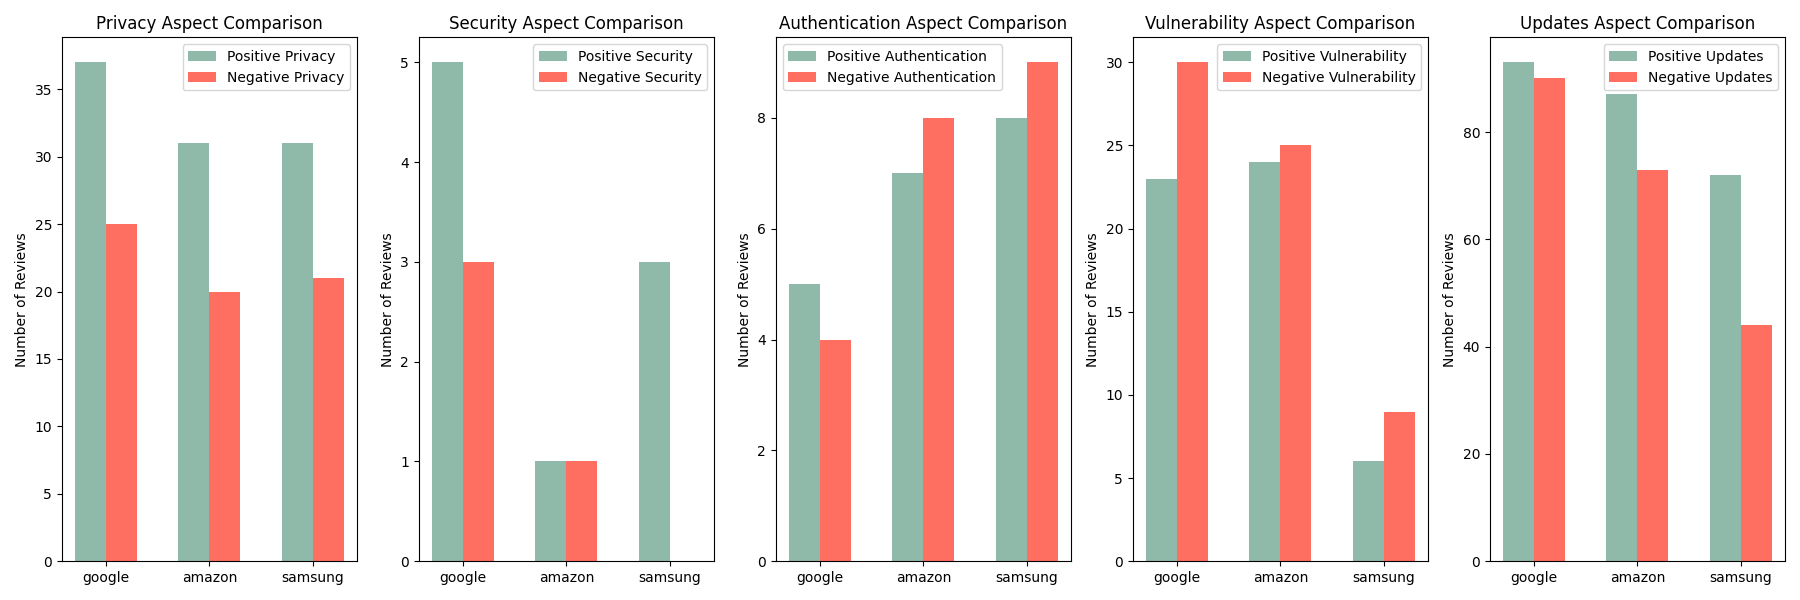 Privacy Aspect Comparison
Positive Privacy
Negative Privacy
Number of Reviews
35
30
25
20
15
10
5
0
google amazon samsung
Security Aspect Comparison
Positive Security
Negative Security
Number of Reviews
5
4
3
2
1
0
google amazon samsung
Authentication Aspect Comparison
Positive Authentication
Negative Authentication
Number of Reviews
8
6
4
2
0
google amazon samsung
Vulnerability Aspect Comparison
Positive Vulnerability
Negative Vulnerability
Number of Reviews
30
25
20
15
10
5
0
google amazon samsung
Updates Aspect Comparison
Positive Updates
Negative Updates
Number of Reviews
80
60
40
20
0
google amazon samsung